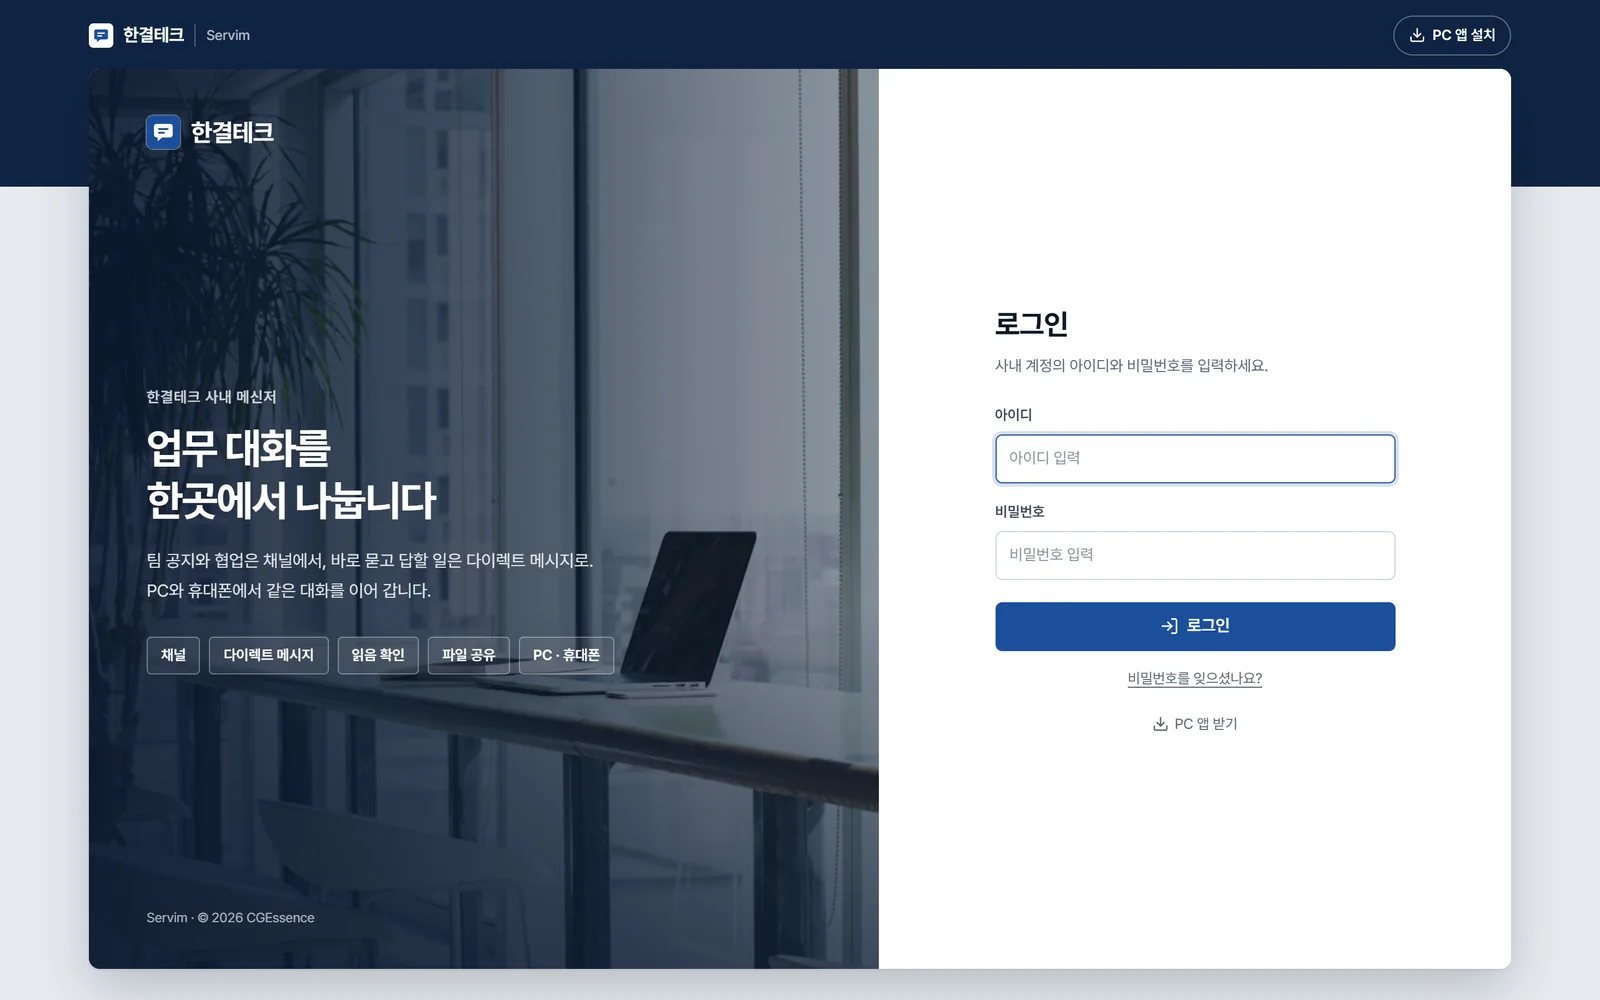 한결테크
Servim
PC 앱 설치
한결테크
한결테크 사내 메신저
업무 대화를
한곳에서 나눕니다
팀 공지와 협업은 채널에서, 바로 묻고 답할 일은 다이렉트 메시지로.
PC와 휴대폰에서 같은 대화를 이어 갑니다.
채널
다이렉트 메시지
읽음 확인
파일 공유
PC · 휴대폰
Servim · © 2026 CGEssence
로그인
사내 계정의 아이디와 비밀번호를 입력하세요.
아이디
아이디 입력
비밀번호
비밀번호 입력
로그인
비밀번호를 잊으셨나요?
PC 앱 받기